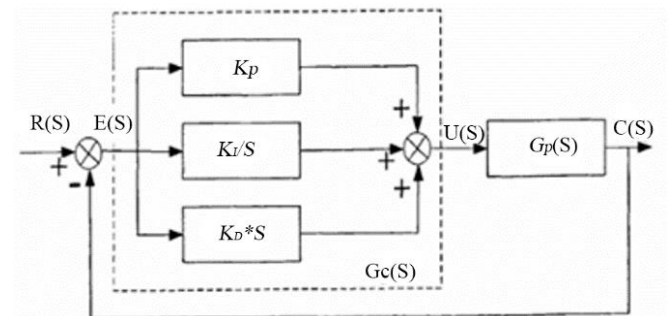 Kp
R(S) E(S) + U(S) C(S)
+ - KI/S + Gp(S)
+
KD*S
Gc(S)